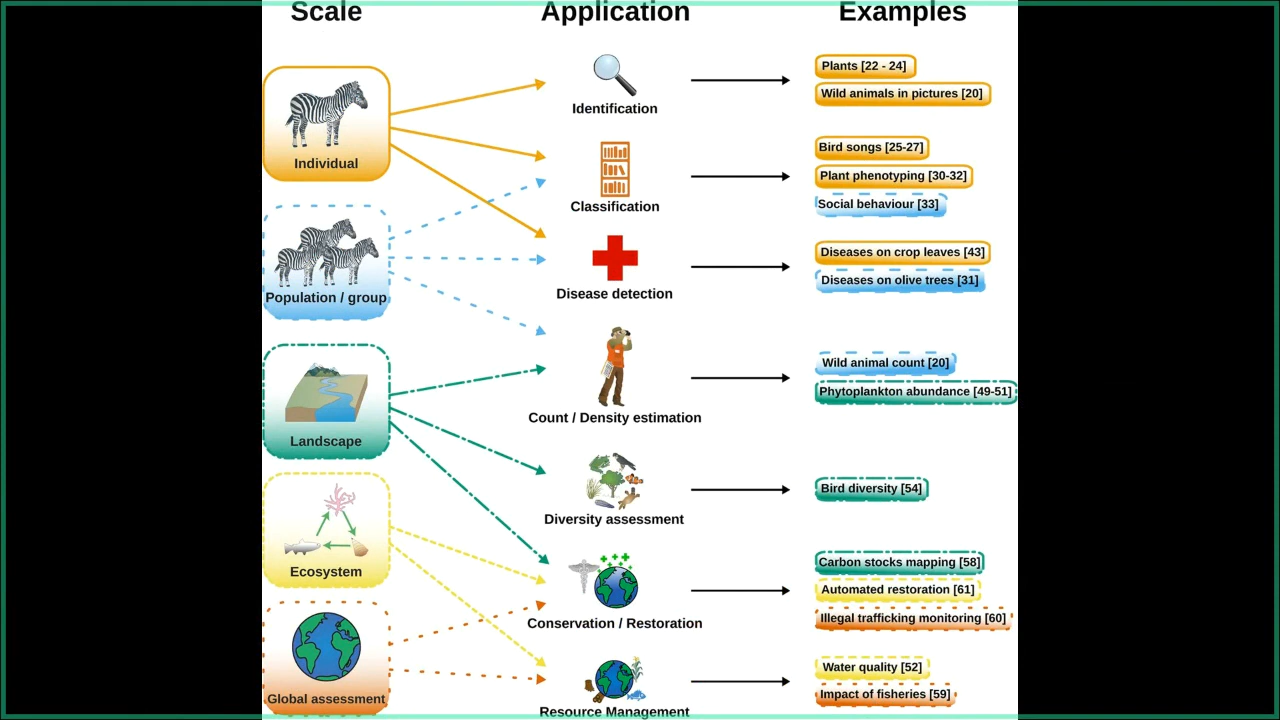 Scale
Application
Examples
Individual
Population / group
Landscape
Ecosystem
Global assessment
Identification
Classification
Disease detection
Count / Density estimation
Diversity assessment
Conservation / Restoration
Resource Management
Plants [22 - 24]
Wild animals in pictures [20]
Bird songs [25-27]
Plant phenotyping [30-32]
Social behaviour [33]
Diseases on crop leaves [43]
Diseases on olive trees [31]
Wild animal count [20]
Phytoplankton abundance [49-51]
Bird diversity [54]
Carbon stocks mapping [58]
Automated restoration [61]
Illegal trafficking monitoring [60]
Water quality [52]
Impact of fisheries [59]